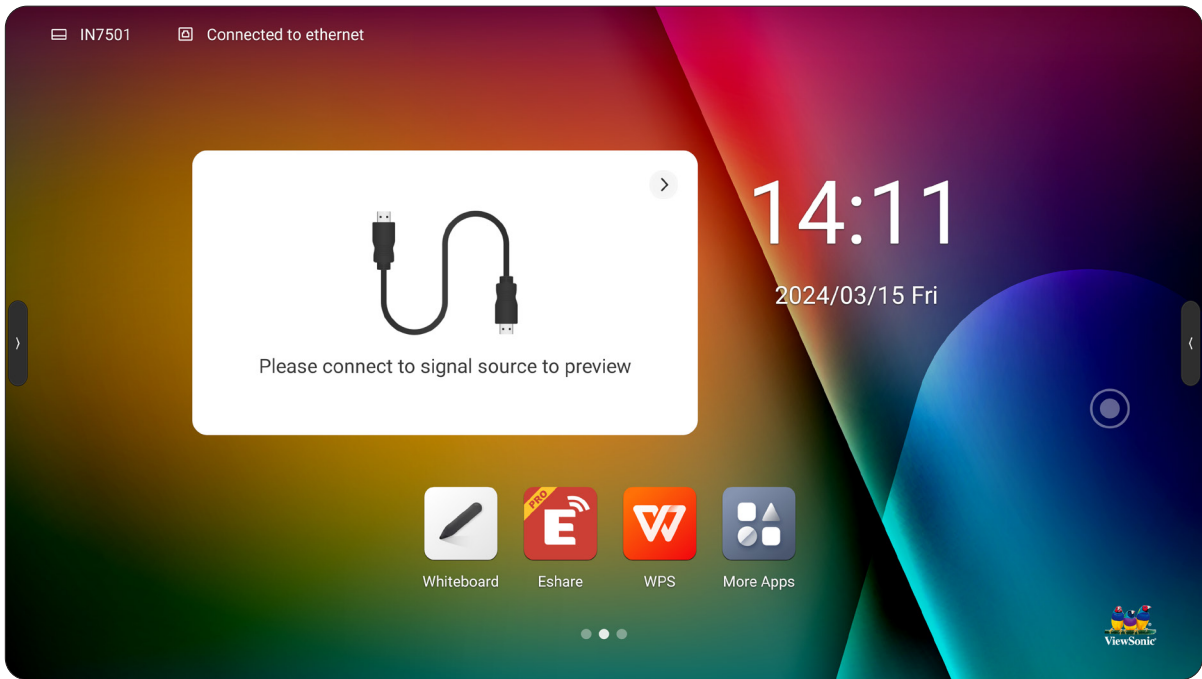 IN7501
Connected to ethernet
14:11
2024/03/15 Fri
Please connect to signal source to preview
PRO
E
W
Whiteboard
Eshare
WPS
More Apps
ViewSonic